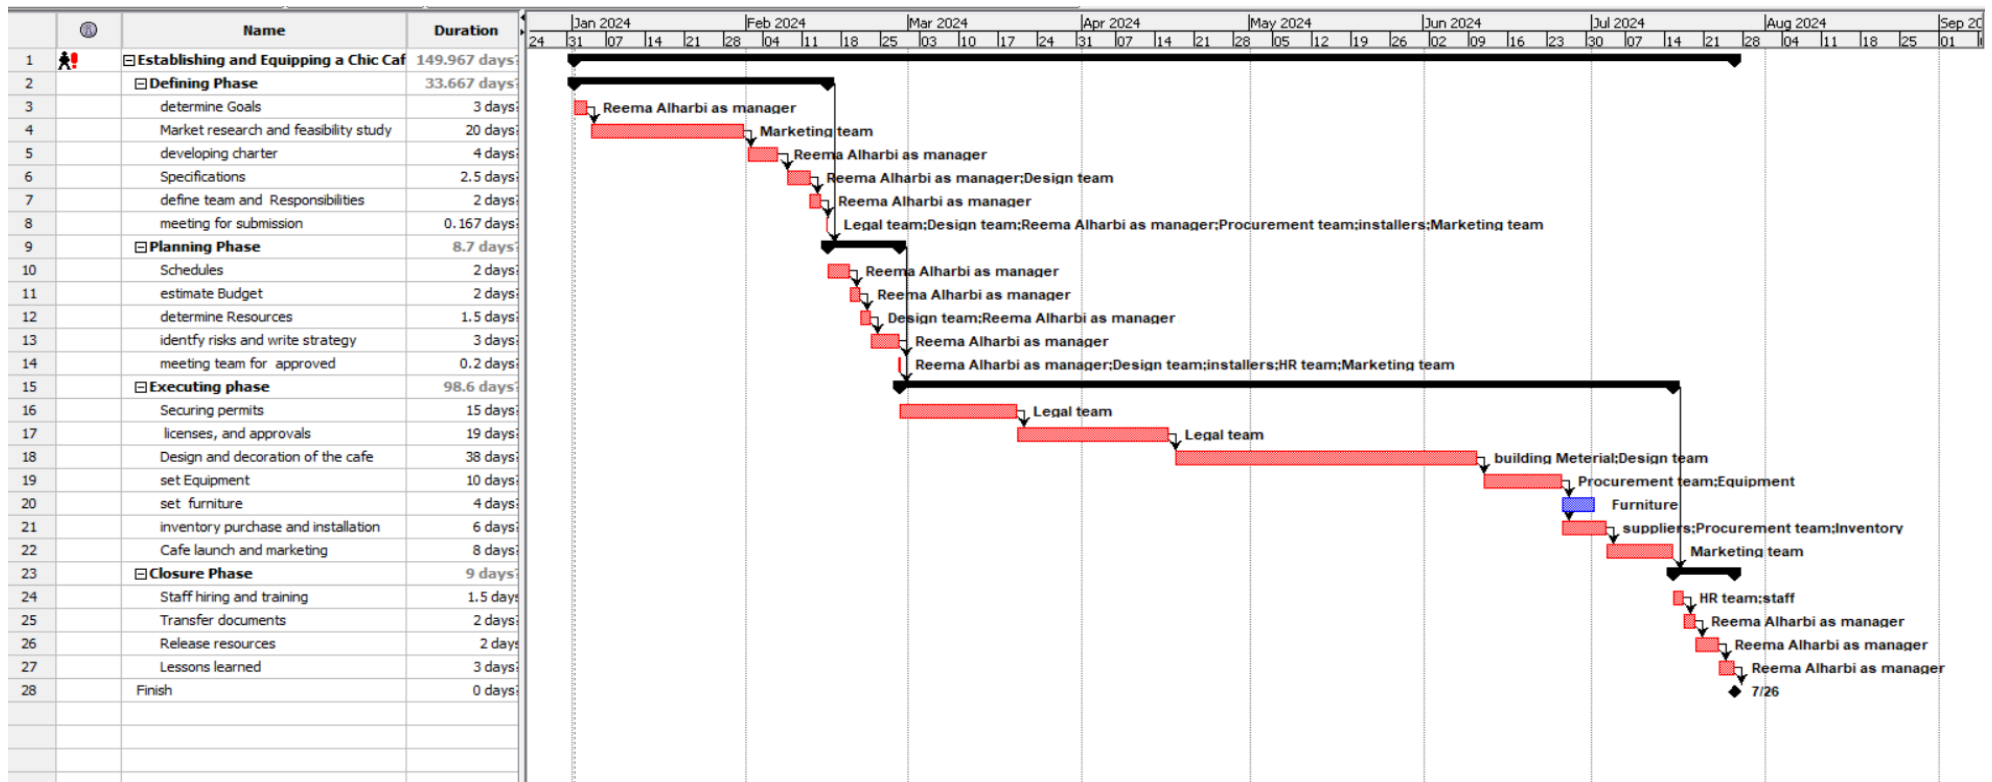 Name Duration
Jan 2024 Feb 2024 Mar 2024 Apr 2024 May 2024 Jun 2024 Jul 2024 Aug 2024 Sep 20
24 31 07 14 21 28 04 11 18 25 03 10 17 24 31 07 14 21 28 05 12 19 26 02 09 16 23 30 07 14 21 28 04 11 18 25 01
1 Establishing and Equipping a Chic Caf 149.967 days?
2 Defining Phase 33.667 days?
3 determine Goals 3 days? Reema Alharbi as manager
4 Market research and feasibility study 20 days? Marketing team
5 developing charter 4 days? Reema Alharbi as manager
6 Specifications 2.5 days? Reema Alharbi as manager;Design team
7 define team and Responsibilities 2 days? Reema Alharbi as manager
8 meeting for submission 0.167 days? Legal team;Design team;Reema Alharbi as manager;Procurement team;installers;Marketing team
9 Planning Phase 8.7 days?
10 Schedules 2 days? Reema Alharbi as manager
11 estimate Budget 2 days? Reema Alharbi as manager
12 determine Resources 1.5 days? Design team;Reema Alharbi as manager
13 identfy risks and write strategy 3 days? Reema Alharbi as manager
14 meeting team for approved 0.2 days? Reema Alharbi as manager;Design team;installers;HR team;Marketing team
15 Executing phase 98.6 days?
16 Securing permits 15 days? Legal team
17 licenses, and approvals 19 days? Legal team
18 Design and decoration of the cafe 38 days? building Meterial;Design team
19 set Equipment 10 days? Procurement team;Equipment
20 set furniture 4 days? Furniture
21 inventory purchase and installation 6 days? suppliers;Procurement team;Inventory
22 Cafe launch and marketing 8 days? Marketing team
23 Closure Phase 9 days?
24 Staff hiring and training 1.5 days HR team;staff
25 Transfer documents 2 days? Reema Alharbi as manager
26 Release resources 2 days Reema Alharbi as manager
27 Lessons learned 3 days? Reema Alharbi as manager
28 Finish 0 days? 7/26